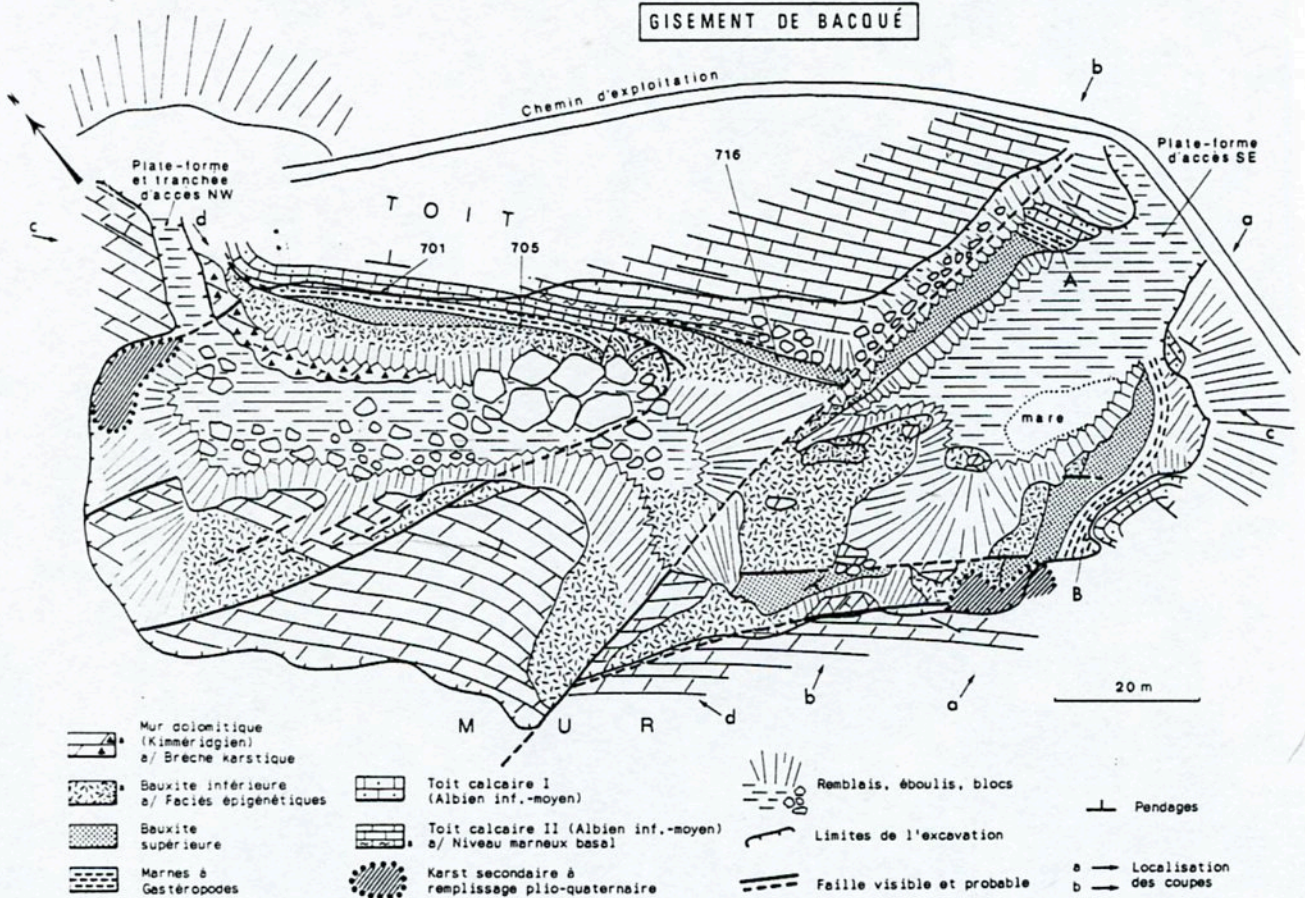 GISEMENT DE BACQUÉ
Chemin d'exploitation
b
N
Plate-forme
et tranchée
d'accès NW
Plate-forme
d'accès SE
716
c
d
TOIT
701
705
a
A
mare
c
B
20 m
b
a
d
MUR
Mur dolomitique
(Kimméridgien)
a/ Brèche karstique
a
Bauxite inférieure
a/ Faciès épigénétiques
a
Bauxite
supérieure
Marnes à
Gastéropodes
Toit calcaire I
(Albien inf.-moyen)
Toit calcaire II (Albien inf.-moyen)
a/ Niveau marneux basal
a
Karst secondaire à
remplissage plio-quaternaire
Remblais, éboulis, blocs
Limites de l'excavation
Faille visible et probable
Pendages
a
b
Localisation
des coupes